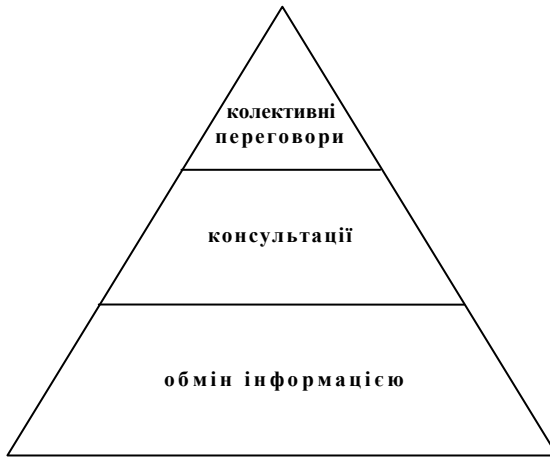 колективні
переговори
консультації
обмін інформацією